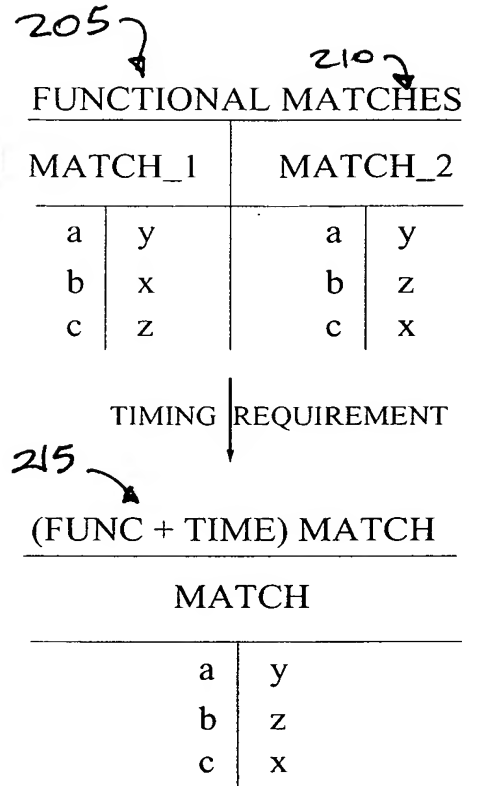 205
210
FUNCTIONAL MATCHES
MATCH_1 MATCH_2
a y a y
b x b z
c z c x
TIMING REQUIREMENT
215
(FUNC + TIME) MATCH
MATCH
a y
b z
c x